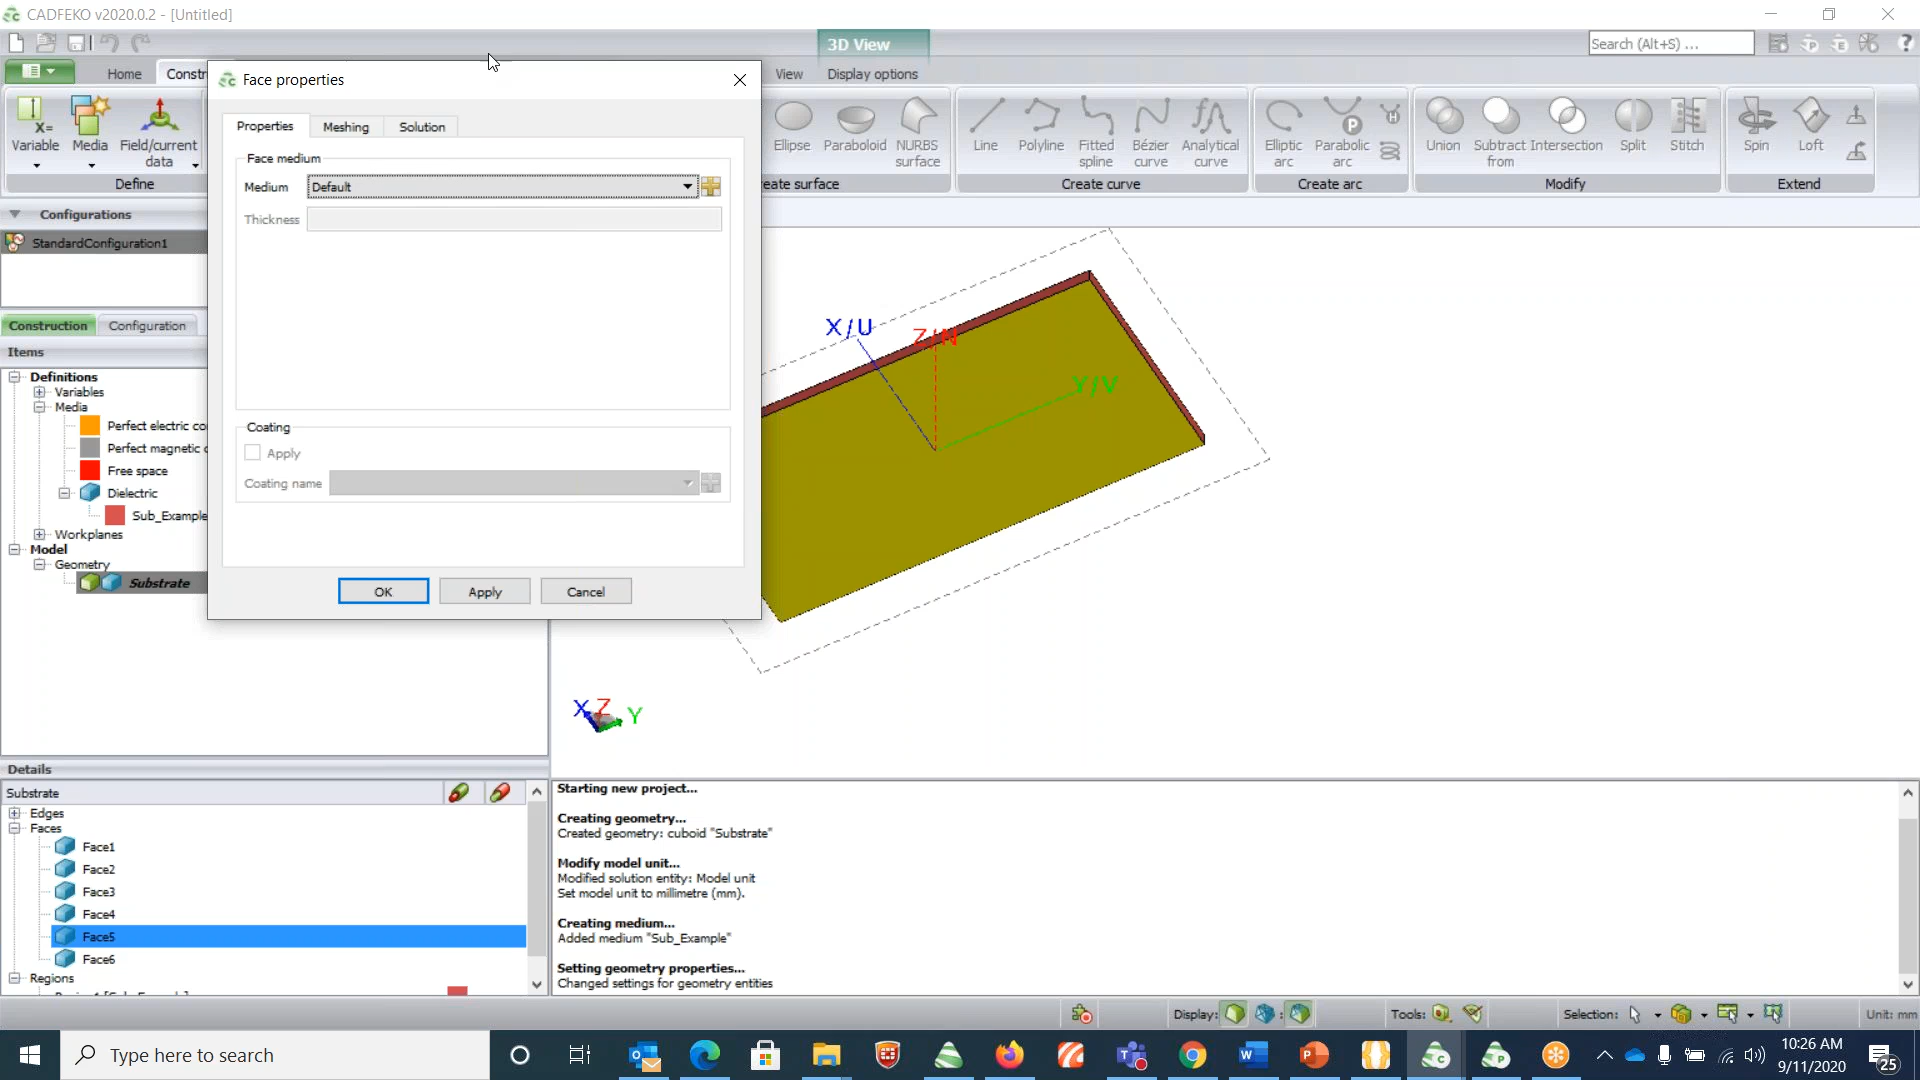 CADFEKO v2020.0.2 - [Untitled]
3D View
Search (Alt+S) ...
Home
Constr
View
Display options
Face properties
Properties
Meshing
Solution
Face medium
Medium
Default
Thickness
Coating
Apply
Coating name
OK
Apply
Cancel
X=
Variable
Media
Field/current
data
Define
Ellipse
Paraboloid
NURBS
surface
eate surface
Line
Polyline
Fitted
spline
Bézier
curve
Analytical
curve
Create curve
Elliptic
arc
Parabolic
arc
Create arc
Union
Subtract
from
Intersection
Split
Stitch
Modify
Spin
Loft
Extend
Configurations
StandardConfiguration1
Construction
Configuration
Items
Definitions
Variables
Media
Perfect electric co
Perfect magnetic c
Free space
Dielectric
Sub_Example
Workplanes
Model
Geometry
Substrate
X/U
Z/N
Y/V
X
Z
Y
Details
Substrate
Edges
Faces
Face1
Face2
Face3
Face4
Face5
Face6
Regions
Starting new project...
Creating geometry...
Created geometry: cuboid "Substrate"
Modify model unit...
Modified solution entity: Model unit
Set model unit to millimetre (mm).
Creating medium...
Added medium "Sub_Example"
Setting geometry properties...
Changed settings for geometry entities
Display:
Tools:
Selection:
Unit: mm
Type here to search
10:26 AM
9/11/2020
25